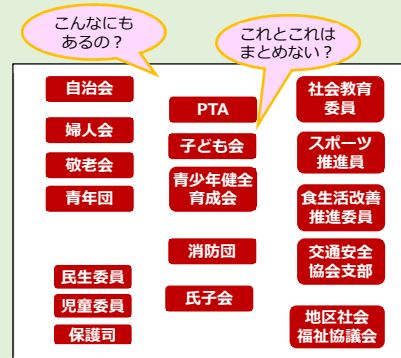 こんなにも
あるの？
これとこれは
まとめない？
自治会
婦人会
敬老会
青年団
民生委員
児童委員
保護司
PTA
子ども会
青少年健全
育成会
消防団
氏子会
社会教育
委員
スポーツ
推進員
食生活改善
推進委員
交通安全
協会支部
地区社会
福祉協議会